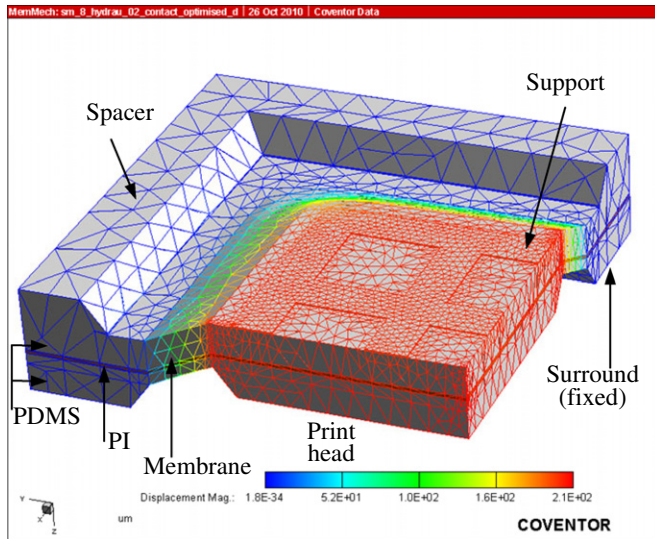 MemMech: sm_8_hydrau_02_contact_optimised_d | 26 Oct 2010 | Coventor Data
Support
Spacer
Surround
(fixed)
PDMS
PI
Membrane
Print
head
Displacement Mag.: 1.8E-34 5.2E+01 1.0E+02 1.6E+02 2.1E+02
um
Y
X
Z
COVENTOR